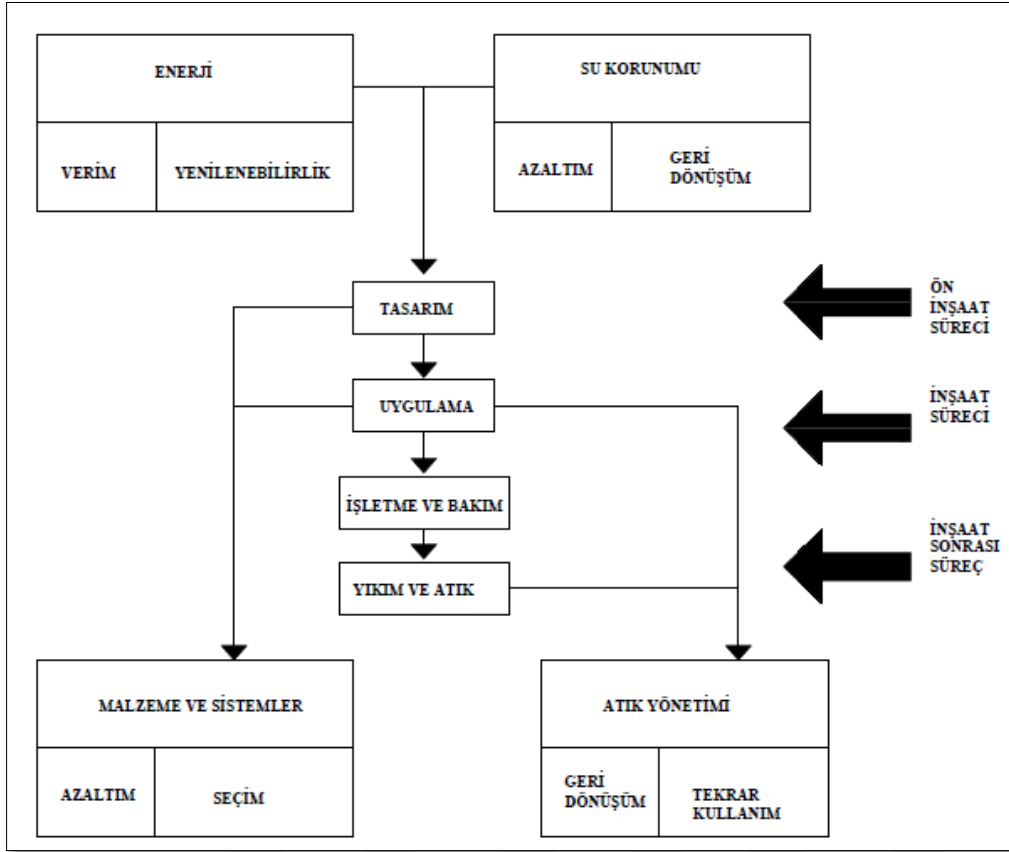 ENERJİ
SU KORUNUMU
VERİM
YENİLENEBİLİRLİK
AZALTIM
GERİ
DÖNÜŞÜM
TASARIM
ÖN
İNŞAAT
SÜRECİ
UYGULAMA
İNŞAAT
SÜRECİ
İŞLETME VE BAKIM
İNŞAAT
SONRASI
SÜREÇ
YIKIM VE ATIK
MALZEME VE SİSTEMLER
ATIK YÖNETİMİ
AZALTIM
SEÇİM
GERİ
DÖNÜŞÜM
TEKRAR
KULLANIM